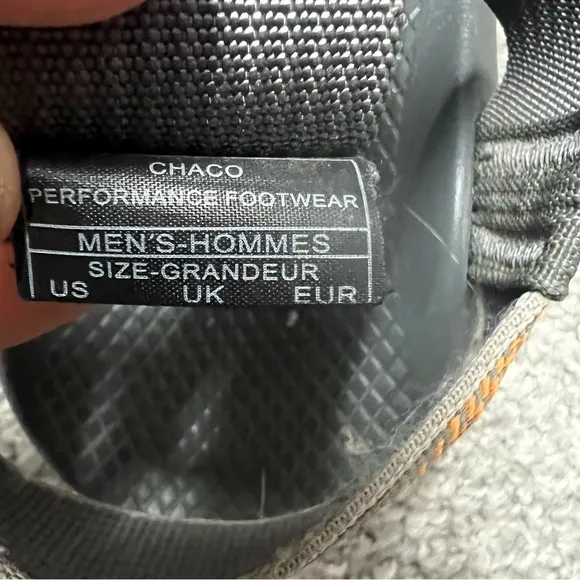 CHACO
PERFORMANCE FOOTWEAR
MEN'S-HOMMES
SIZE-GRANDEUR
US UK EUR